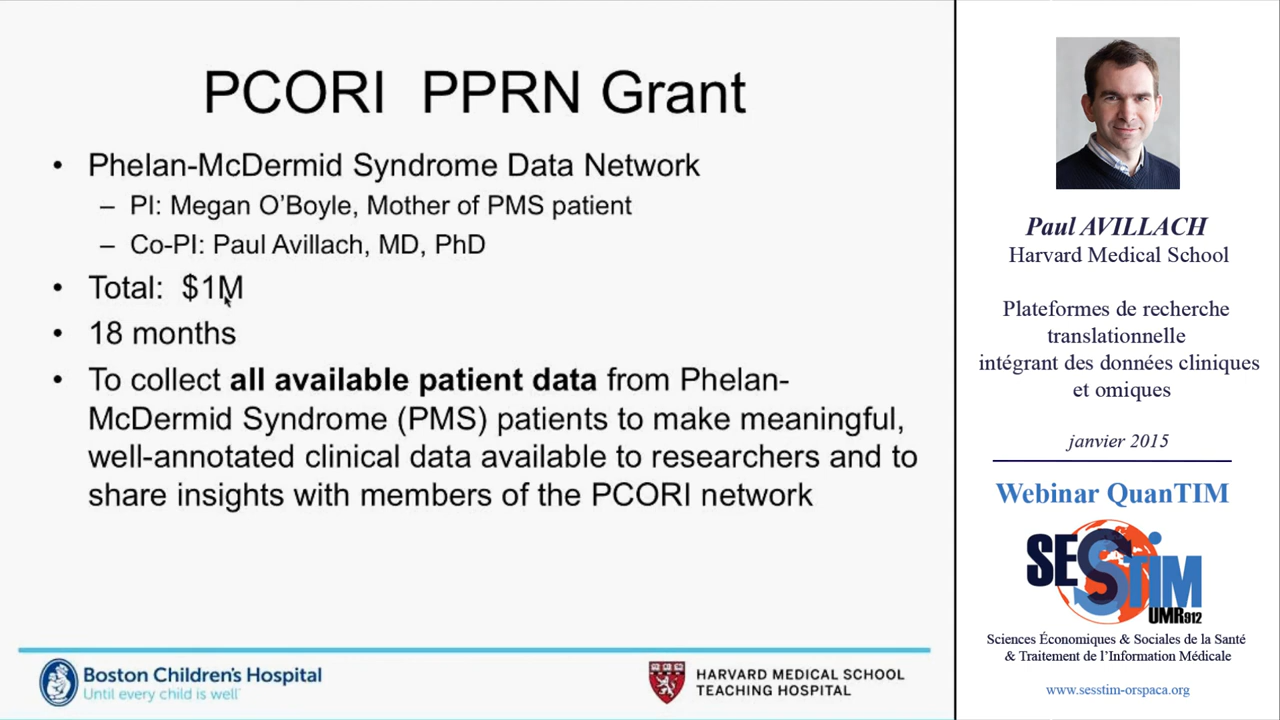 PCORI PPRN Grant
• Phelan-McDermid Syndrome Data Network
– PI: Megan O'Boyle, Mother of PMS patient
– Co-PI: Paul Avillach, MD, PhD
• Total: $1M
• 18 months
• To collect all available patient data from Phelan-
McDermid Syndrome (PMS) patients to make meaningful,
well-annotated clinical data available to researchers and to
share insights with members of the PCORI network
Boston Children's Hospital
Until every child is well
HARVARD MEDICAL SCHOOL
TEACHING HOSPITAL
Paul AVILLACH
Harvard Medical School
Plateformes de recherche
translationnelle
intégrant des données cliniques
et omiques
janvier 2015
Webinar QuanTIM
SESSTIM
UMR912
Sciences Économiques & Sociales de la Santé
& Traitement de l'Information Médicale
www.sesstim-orspaca.org